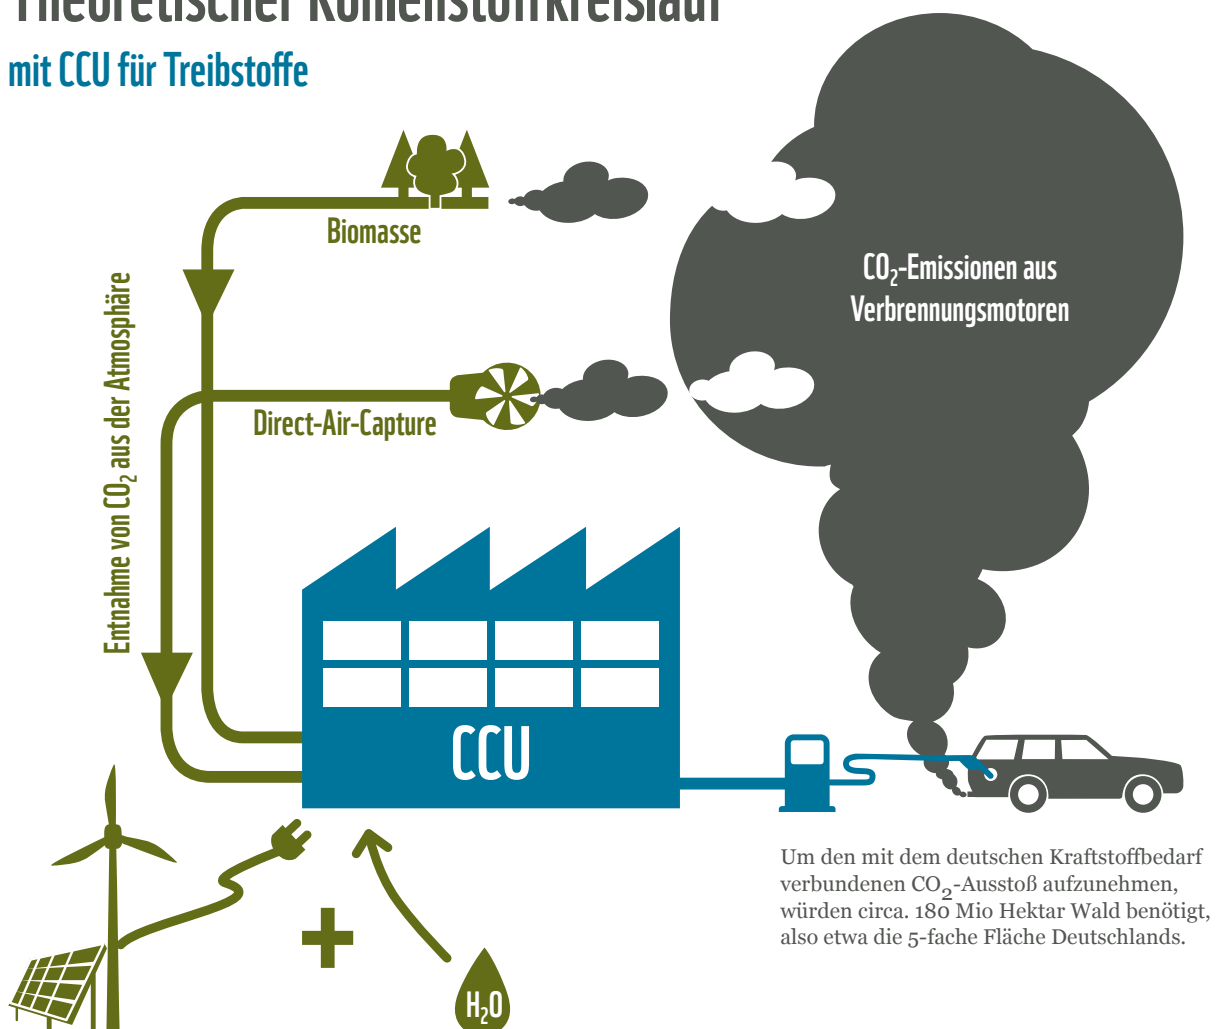 Theoretischer Kohlenstoffkreislauf
mit CCU für Treibstoffe
Biomasse
CO₂-Emissionen aus
Verbrennungsmotoren
Entnahme von CO₂ aus der Atmosphäre
Direct-Air-Capture
CCU
Um den mit dem deutschen Kraftstoffbedarf
verbundenen CO₂-Ausstoß aufzunehmen,
würden circa. 180 Mio Hektar Wald benötigt,
also etwa die 5-fache Fläche Deutschlands.
H₂O